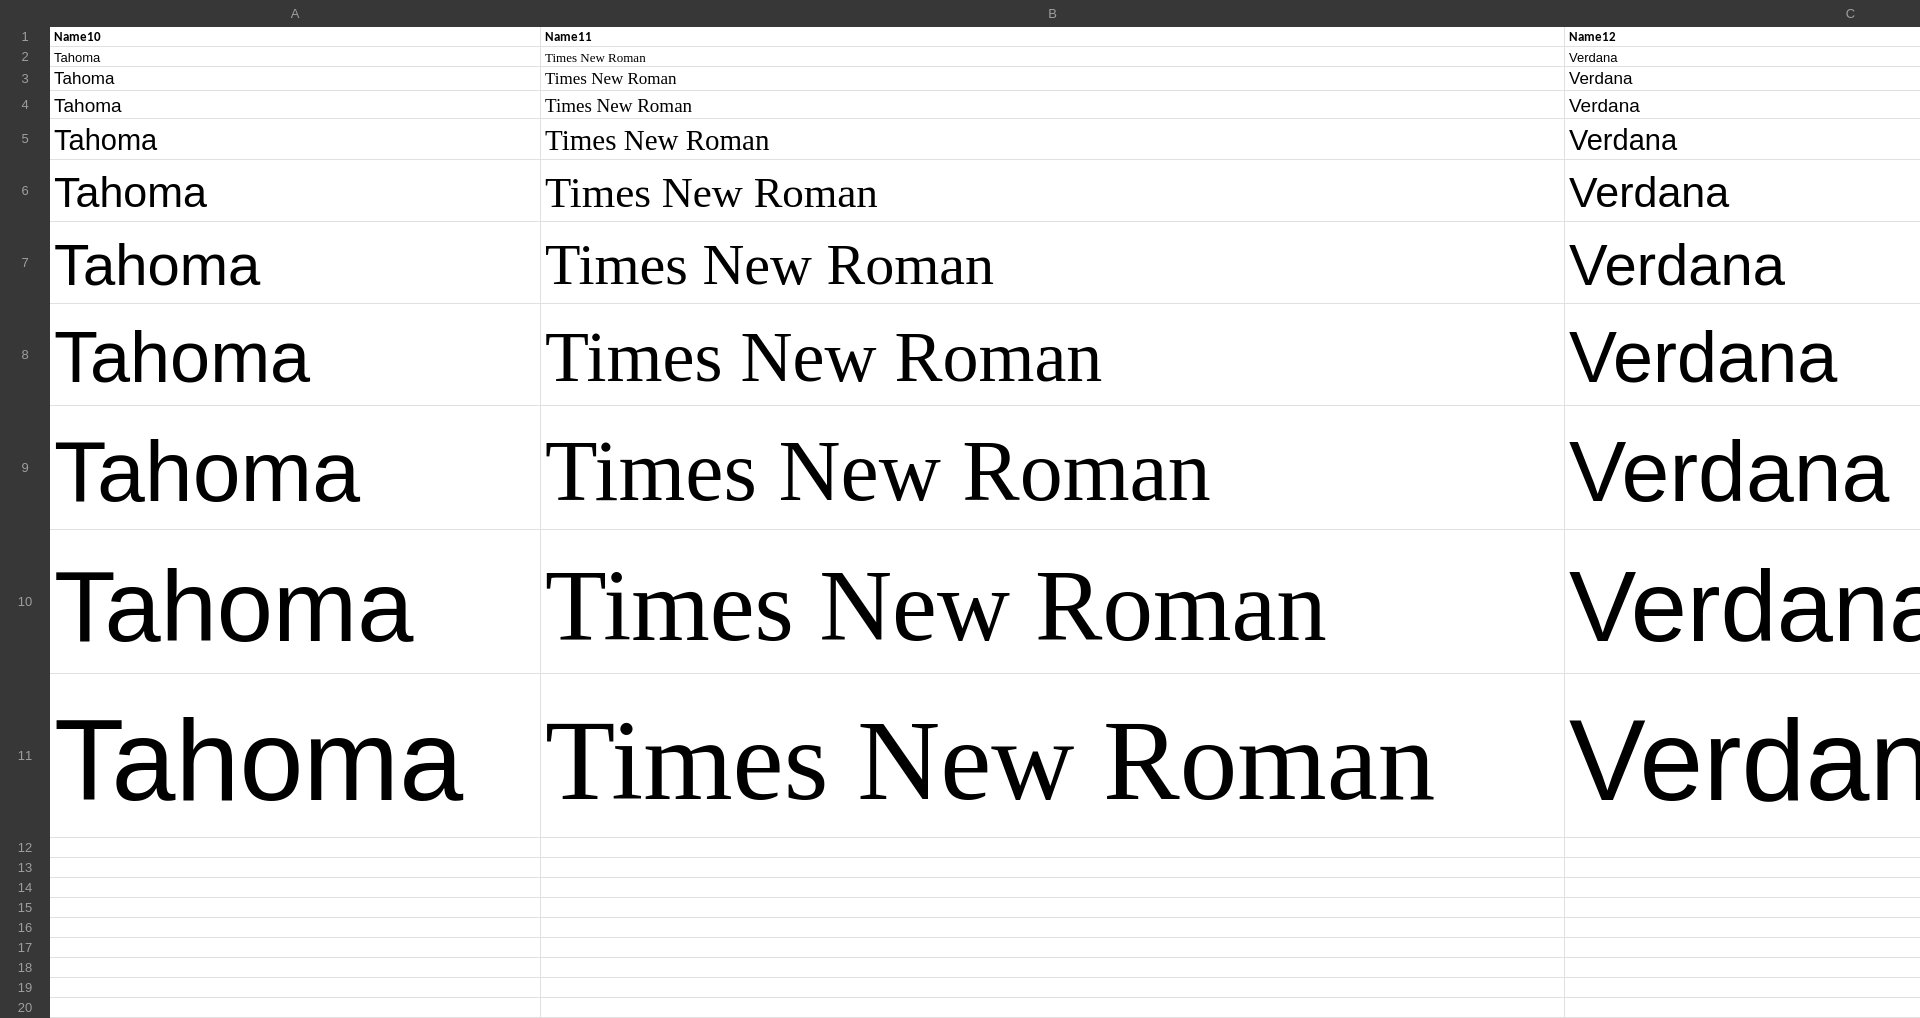 A B C
1 Name10 Name11 Name12
2 Tahoma Times New Roman Verdana
3 Tahoma Times New Roman Verdana
4 Tahoma Times New Roman Verdana
5 Tahoma Times New Roman Verdana
6 Tahoma Times New Roman Verdana
7 Tahoma Times New Roman Verdana
8 Tahoma Times New Roman Verdana
9 Tahoma Times New Roman Verdana
10 Tahoma Times New Roman Verdana
11 Tahoma Times New Roman Verdan
12
13
14
15
16
17
18
19
20